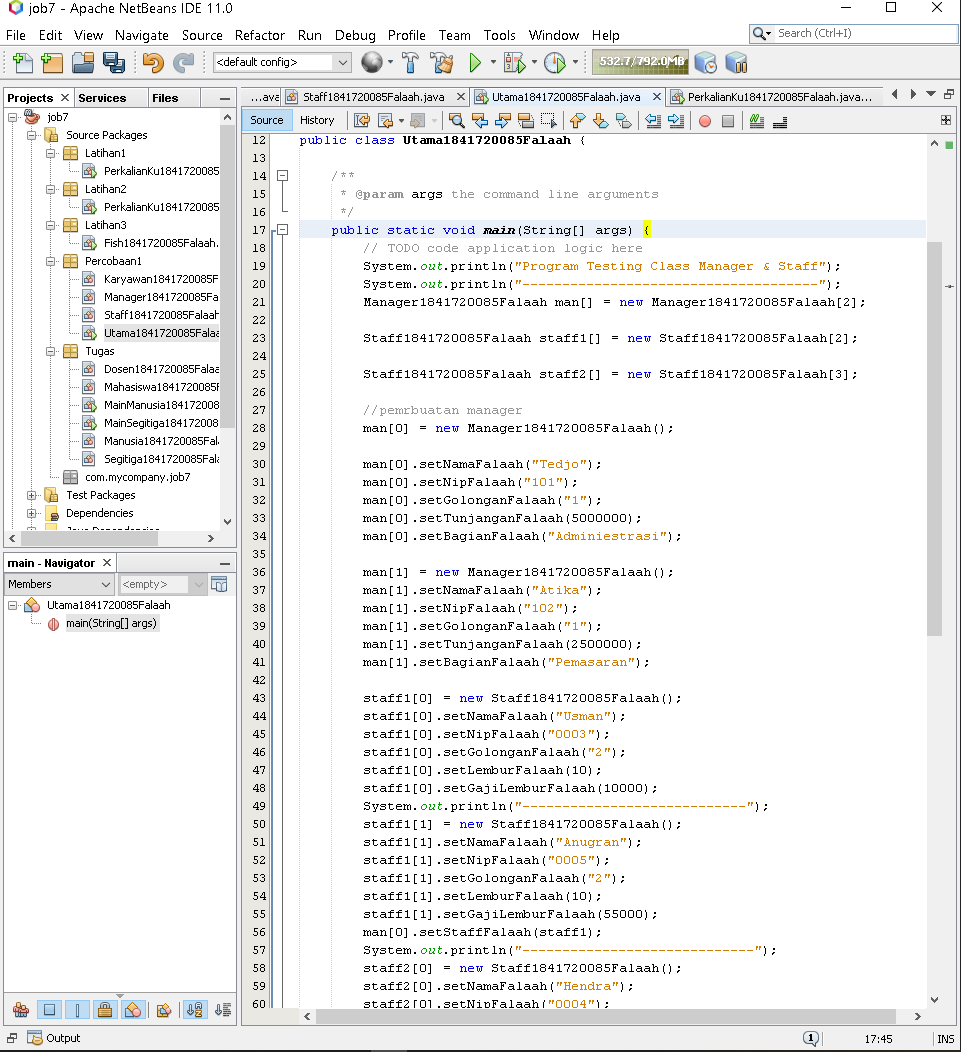 job7 - Apache NetBeans IDE 11.0
File Edit View Navigate Source Refactor Run Debug Profile Team Tools Window Help
Search (Ctrl+I)
<default config>
532.7/792.0MB
Projects Services Files
...ava Staff1841720085Falaah.java Utama1841720085Falaah.java PerkalianKu1841720085Falaah.java...
job7
Source Packages
Latihan1
PerkalianKu1841720085
Latihan2
PerkalianKu1841720085
Latihan3
Fish1841720085Falaah.
Percobaan1
Karyawan1841720085F
Manager1841720085Fa
Staff1841720085Falaah
Utama1841720085Falaa
Tugas
Dosen1841720085Falaa
Mahasiswa1841720085F
MainManusia184172008
MainSegitiga184172008
Manusia1841720085Fal
Segitiga1841720085Fala
com.mycompany.job7
Test Packages
Dependencies
Java Dependencies
main - Navigator
Members <empty>
Utama1841720085Falaah
main(String[] args)
Source History
12 public class Utama1841720085Falaah {
13
14 /**
15 * @param args the command line arguments
16 */
17 public static void main(String[] args) {
18 // TODO code application logic here
19 System.out.println("Program Testing Class Manager & Staff");
20 System.out.println("-------------------------------------");
21 Manager1841720085Falaah man[] = new Manager1841720085Falaah[2];
22
23 Staff1841720085Falaah staff1[] = new Staff1841720085Falaah[2];
24
25 Staff1841720085Falaah staff2[] = new Staff1841720085Falaah[3];
26
27 //pemrbuatan manager
28 man[0] = new Manager1841720085Falaah();
29
30 man[0].setNamaFalaah("Tedjo");
31 man[0].setNipFalaah("101");
32 man[0].setGolonganFalaah("1");
33 man[0].setTunjanganFalaah(5000000);
34 man[0].setBagianFalaah("Adminiestrasi");
35
36 man[1] = new Manager1841720085Falaah();
37 man[1].setNamaFalaah("Atika");
38 man[1].setNipFalaah("102");
39 man[1].setGolonganFalaah("1");
40 man[1].setTunjanganFalaah(2500000);
41 man[1].setBagianFalaah("Pemasaran");
42
43 staff1[0] = new Staff1841720085Falaah();
44 staff1[0].setNamaFalaah("Usman");
45 staff1[0].setNipFalaah("0003");
46 staff1[0].setGolonganFalaah("2");
47 staff1[0].setLemburFalaah(10);
48 staff1[0].setGajiLemburFalaah(10000);
49 System.out.println("----------------------------");
50 staff1[1] = new Staff1841720085Falaah();
51 staff1[1].setNamaFalaah("Anugran");
52 staff1[1].setNipFalaah("0005");
53 staff1[1].setGolonganFalaah("2");
54 staff1[1].setLemburFalaah(10);
55 staff1[1].setGajiLemburFalaah(55000);
56 man[0].setStaffFalaah(staff1);
57 System.out.println("-----------------------------");
58 staff2[0] = new Staff1841720085Falaah();
59 staff2[0].setNamaFalaah("Hendra");
60 staff2[0].setNipFalaah("0004");
Output
1
17:45
INS